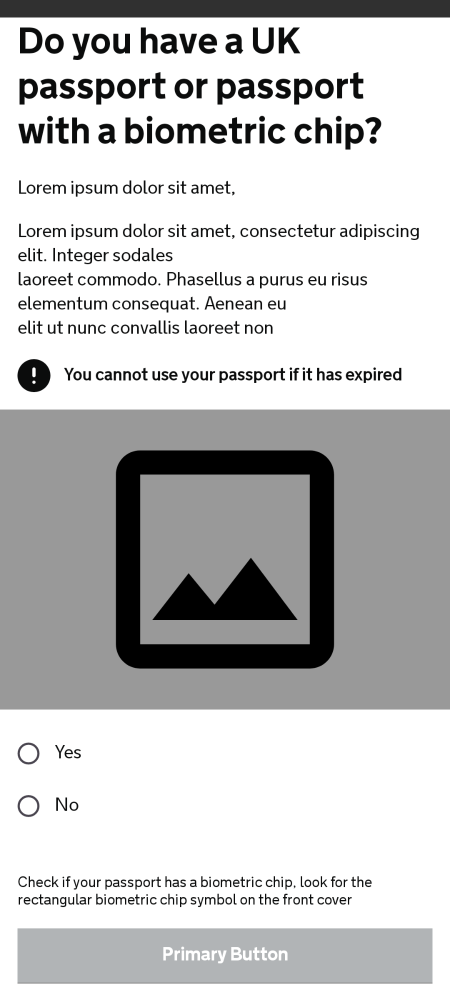 Do you have a UK
passport or passport
with a biometric chip?
Lorem ipsum dolor sit amet,
Lorem ipsum dolor sit amet, consectetur adipiscing
elit. Integer sodales
laoreet commodo. Phasellus a purus eu risus
elementum consequat. Aenean eu
elit ut nunc convallis laoreet non
You cannot use your passport if it has expired
Yes
No
Check if your passport has a biometric chip, look for the
rectangular biometric chip symbol on the front cover
Primary Button